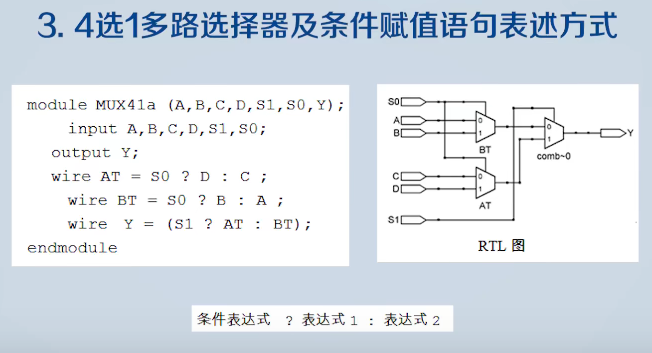 3. 4选1多路选择器及条件赋值语句表述方式
module MUX41a (A,B,C,D,S1,S0,Y);
input A,B,C,D,S1,S0;
output Y;
wire AT = S0 ? D : C ;
wire BT = S0 ? B : A ;
wire Y = (S1 ? AT : BT);
endmodule
S0
A
B
0
1
BT
0
1
comb~0
Y
C
D
0
1
AT
S1
RTL 图
条件表达式 ? 表达式1 : 表达式2